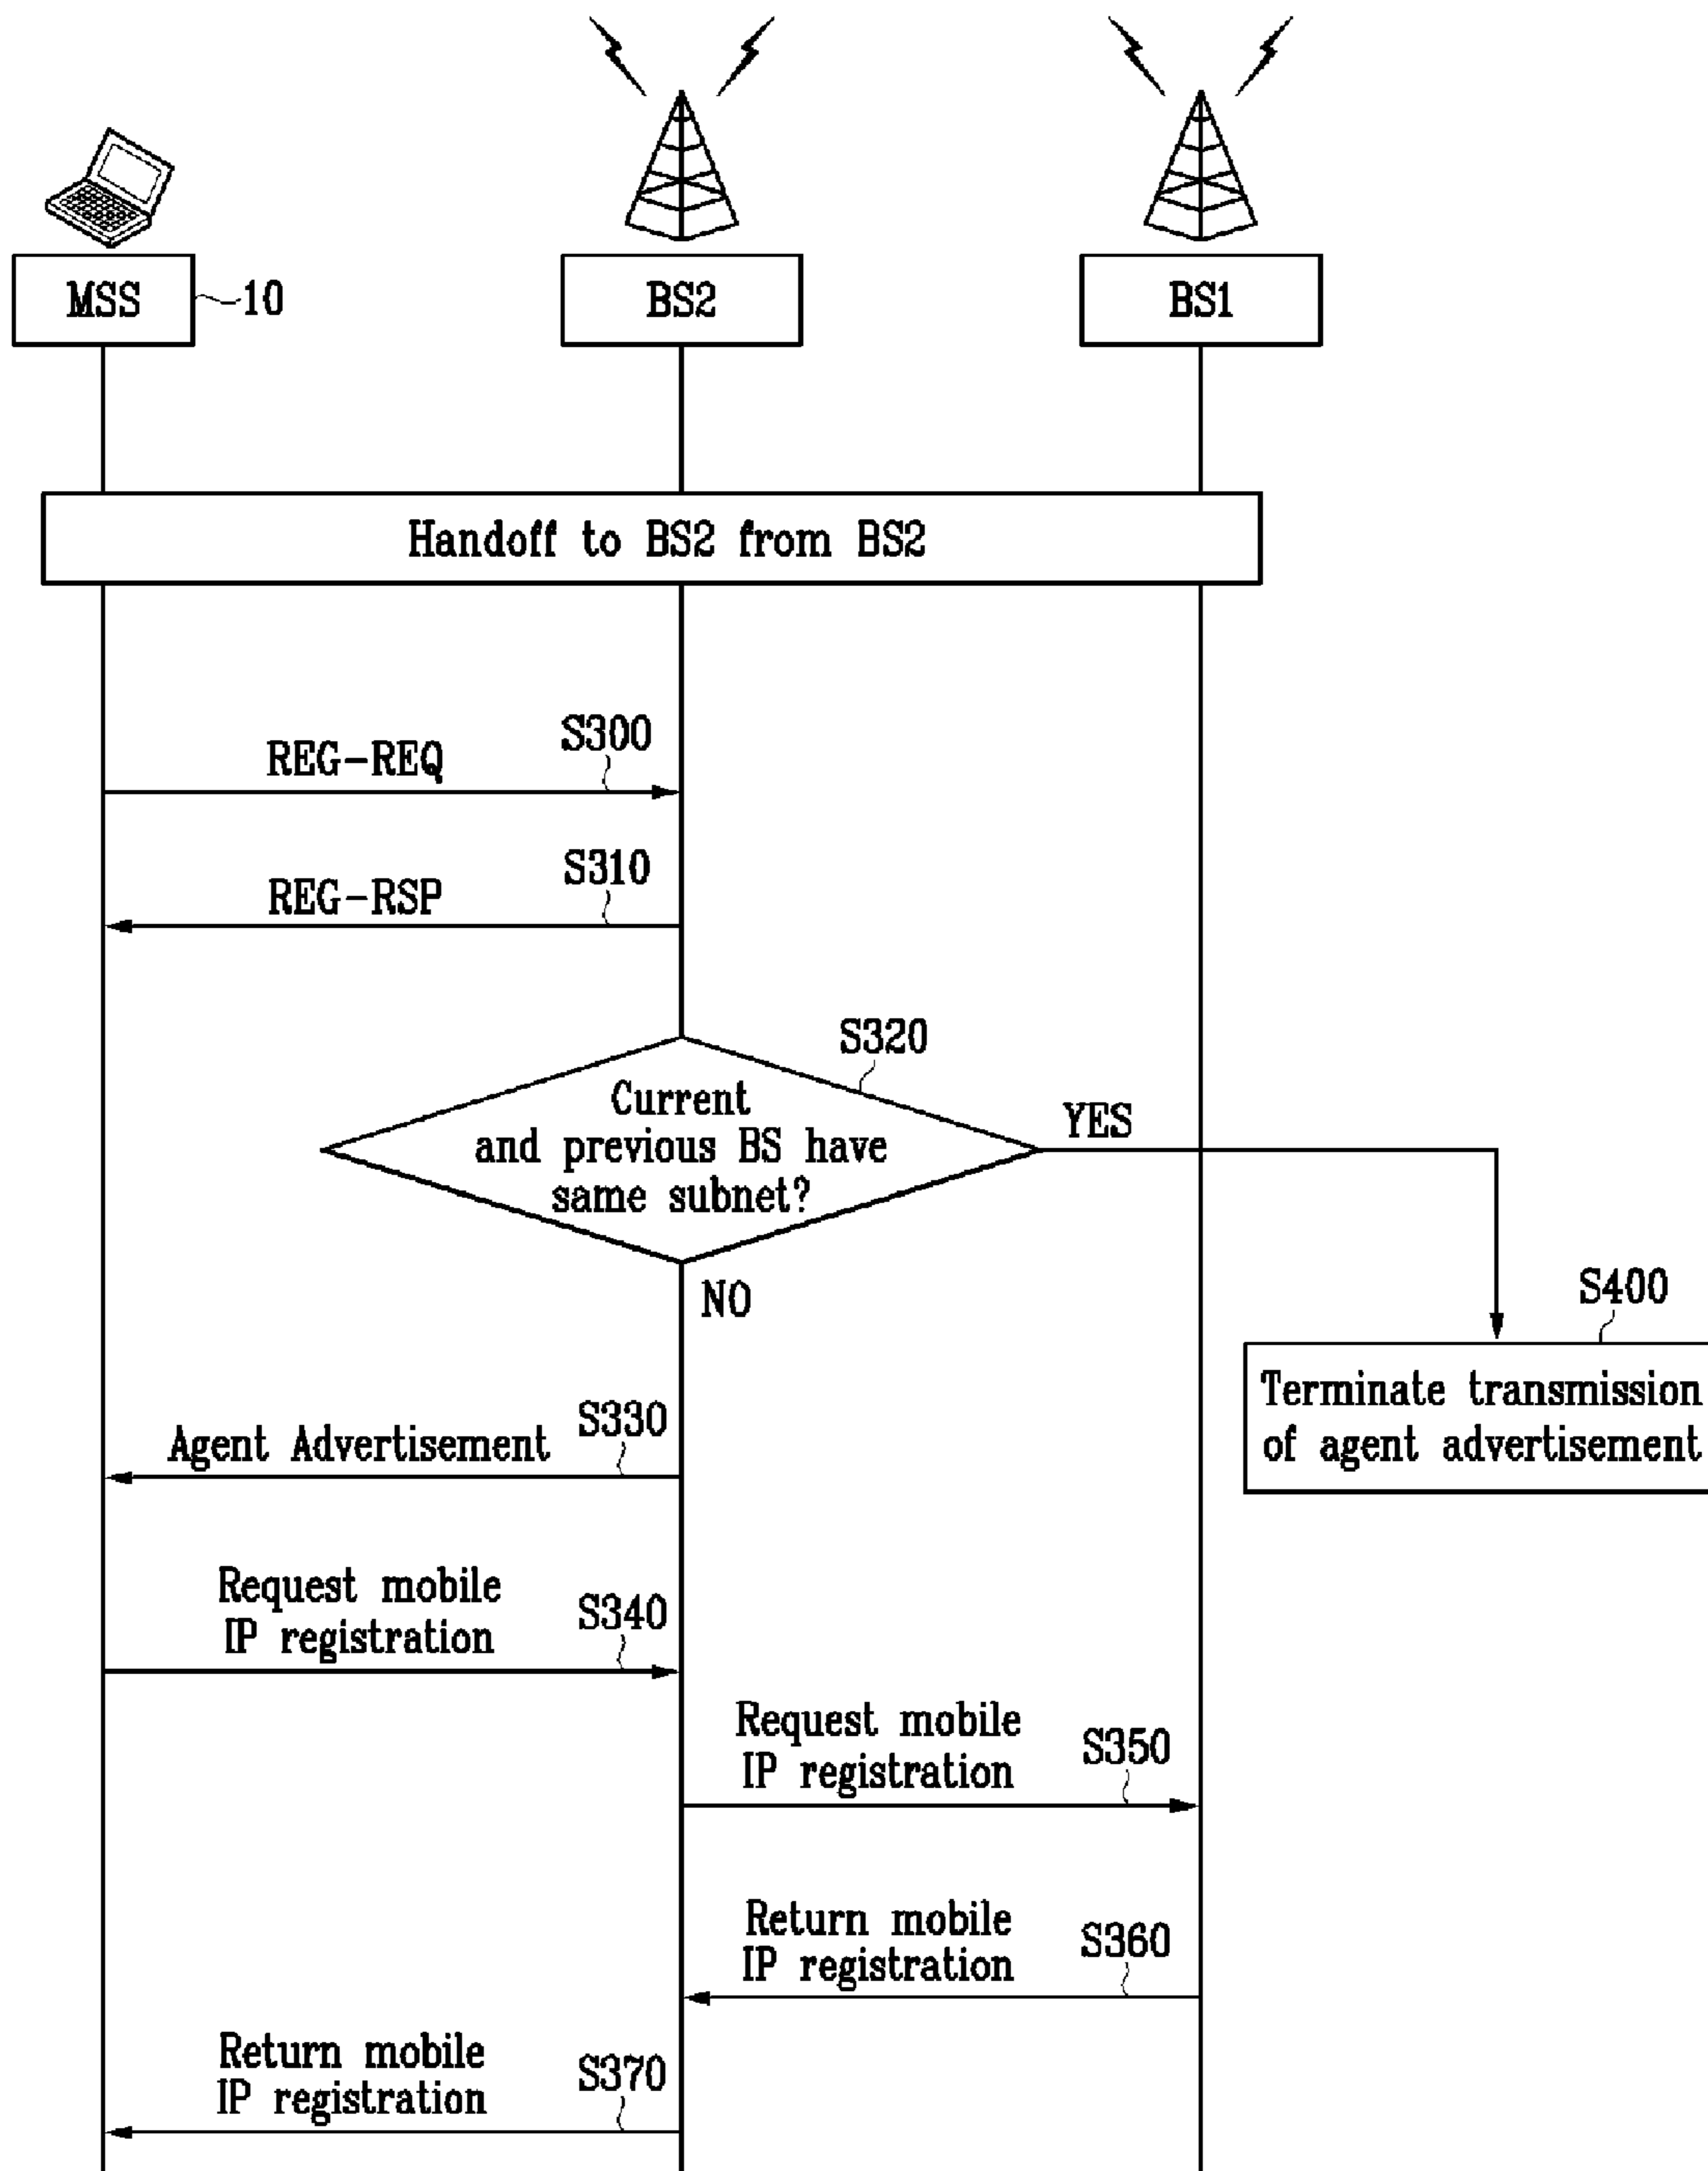 MSS
10
BS2
BS1
Handoff to BS2 from BS2
S300
REG-REQ
S310
REG-RSP
S320
Current
and previous BS have
same subnet?
YES
NO
S400
Terminate transmission
of agent advertisement
S330
Agent Advertisement
Request mobile
IP registration
S340
Request mobile
IP registration
S350
Return mobile
IP registration
S360
Return mobile
IP registration
S370